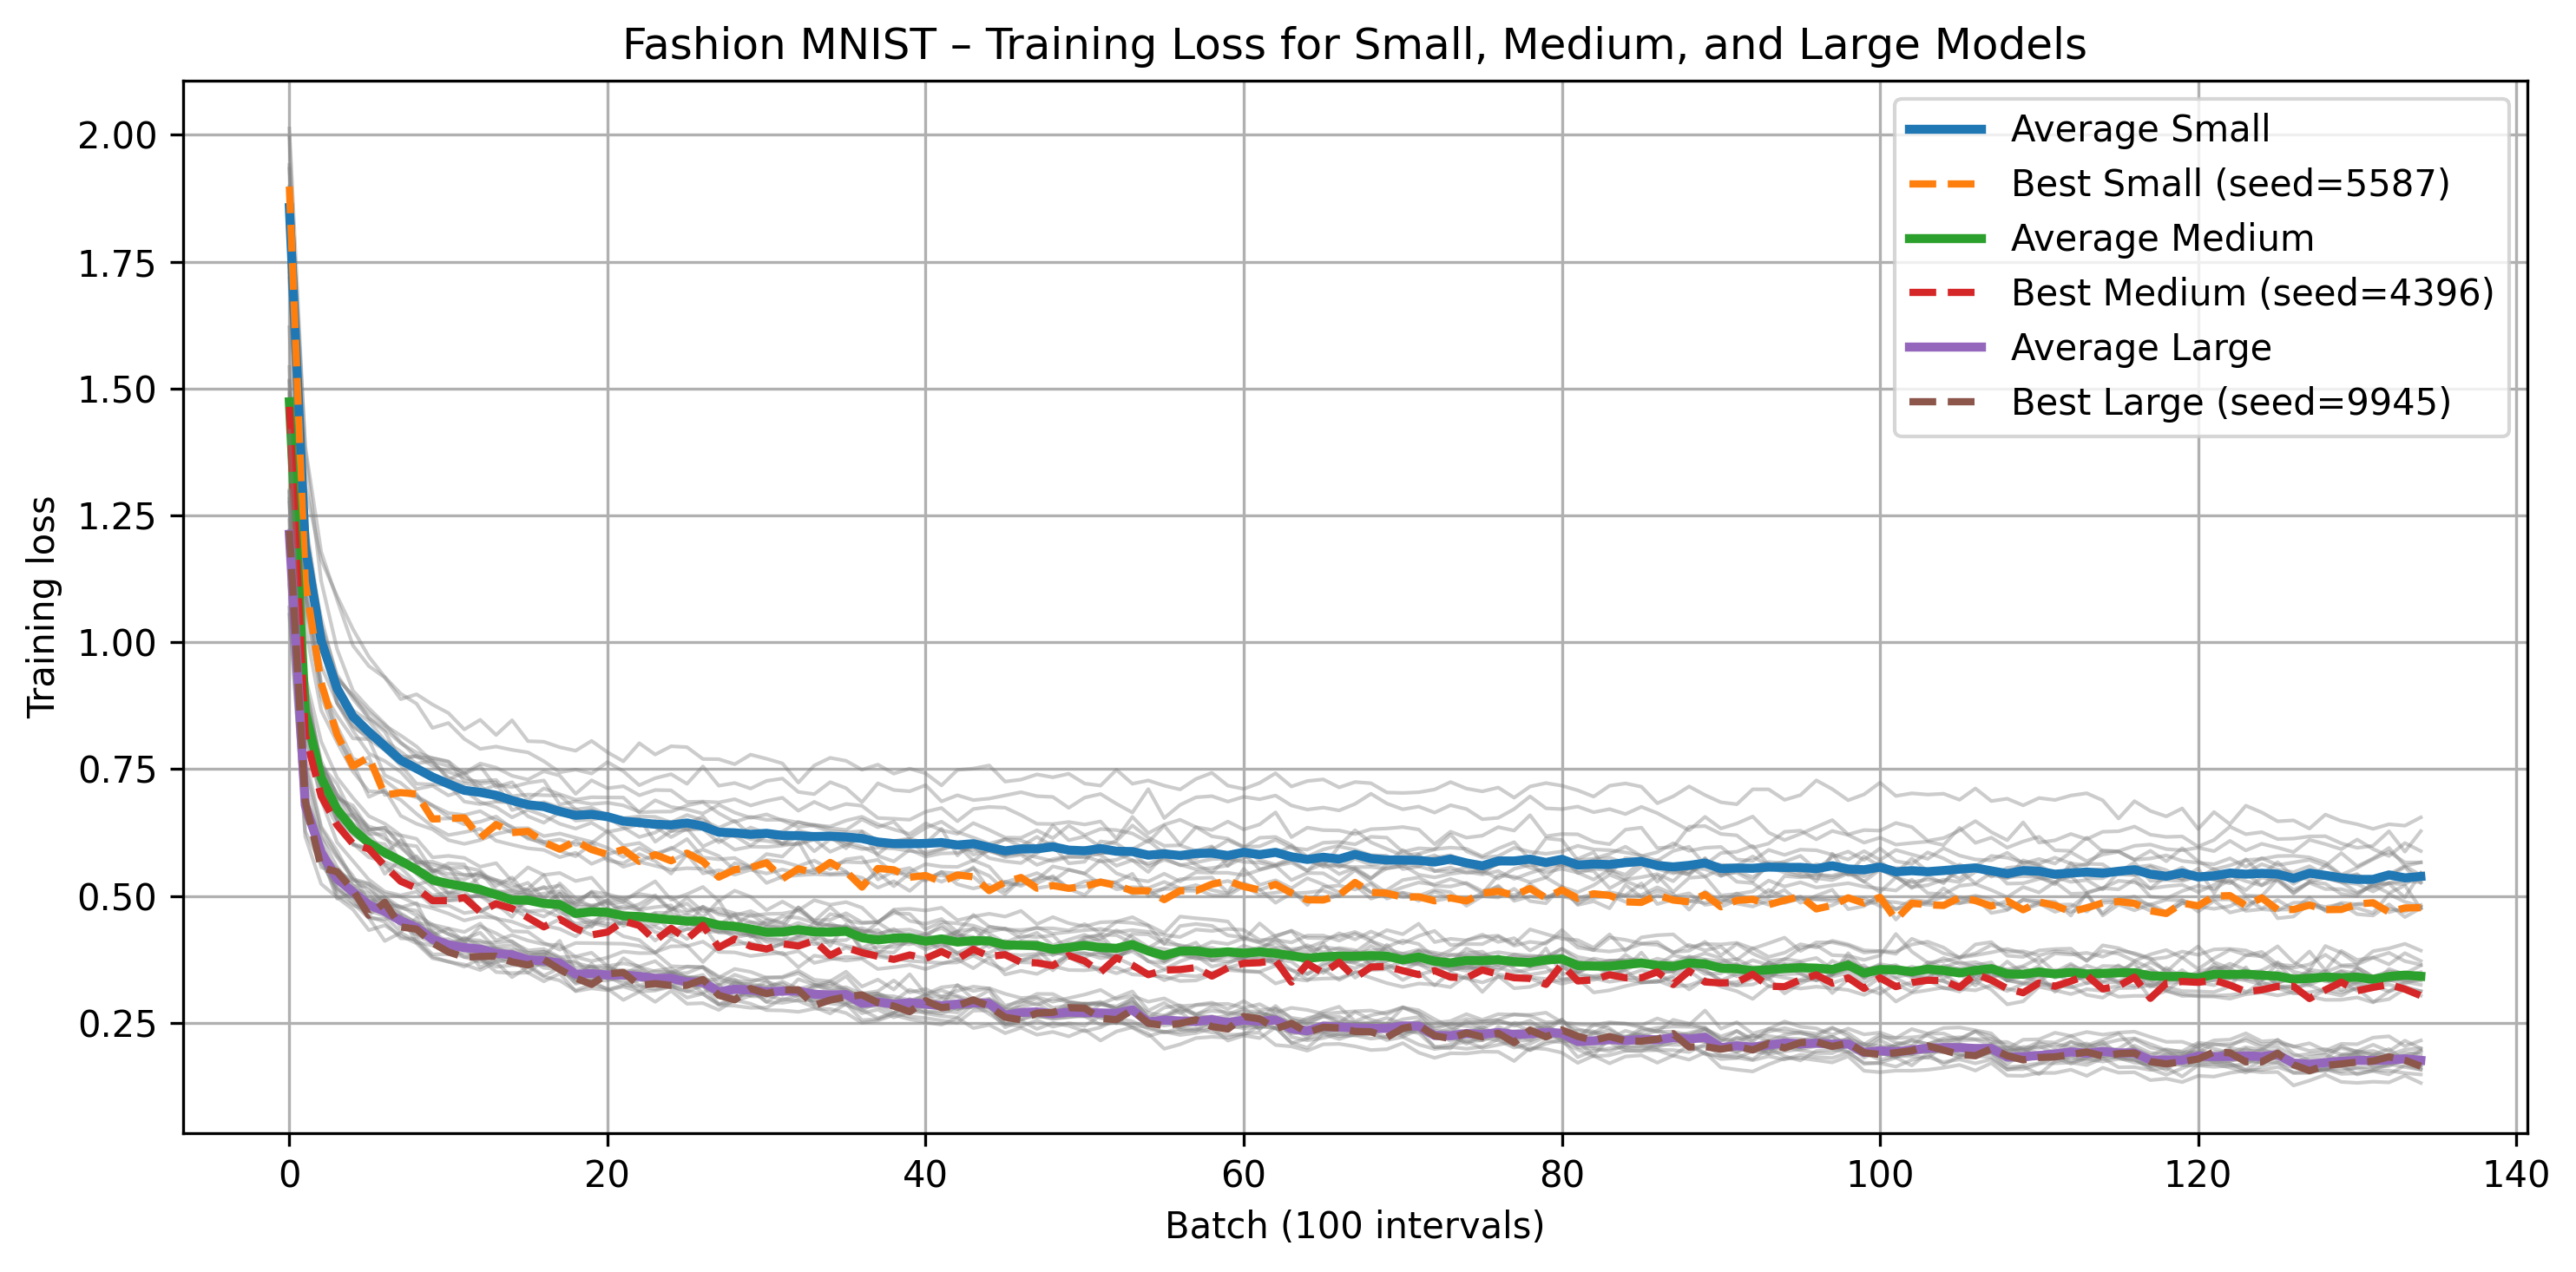 Fashion MNIST – Training Loss for Small, Medium, and Large Models
Training loss
2.00
1.75
1.50
1.25
1.00
0.75
0.50
0.25
Average Small
Best Small (seed=5587)
Average Medium
Best Medium (seed=4396)
Average Large
Best Large (seed=9945)
0 20 40 60 80 100 120 140
Batch (100 intervals)